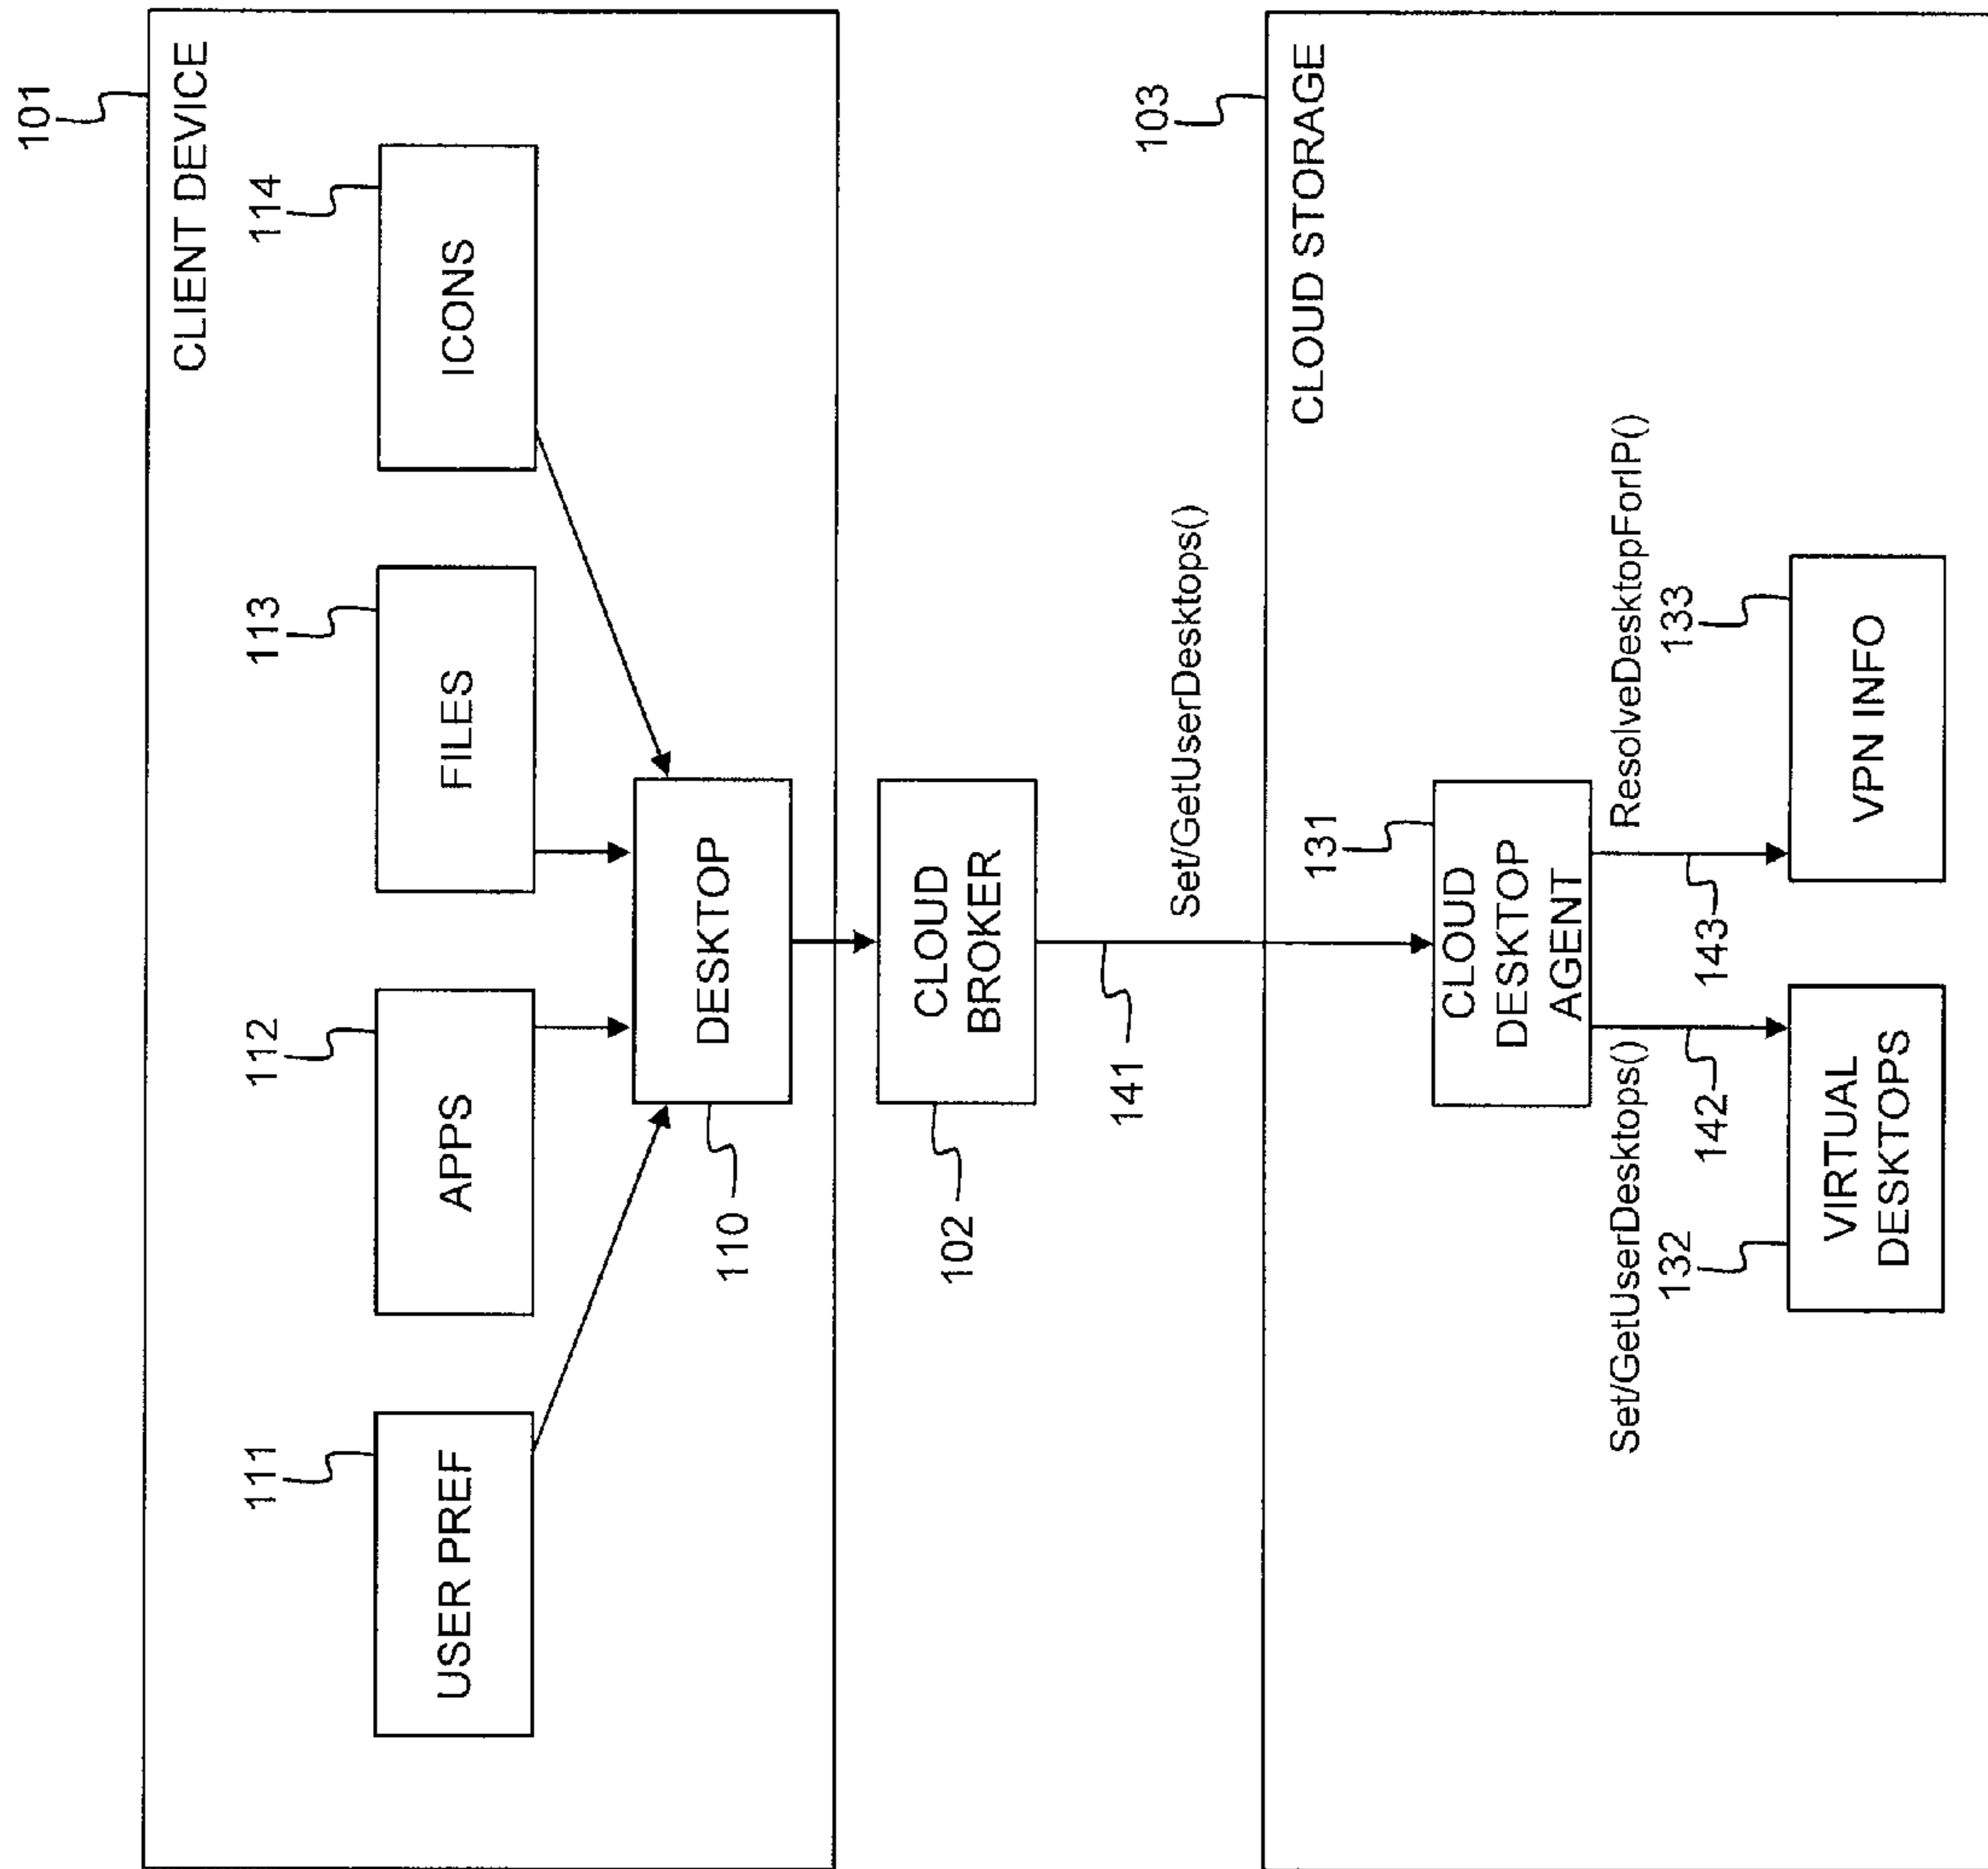 101
CLIENT DEVICE
111
112
113
114
USER PREF
APPS
FILES
ICONS
DESKTOP
110
CLOUD
BROKER
102
141
Set/GetUserDesktops()
103
CLOUD STORAGE
131
CLOUD
DESKTOP
AGENT
Set/GetUserDesktops()
ResolveDesktopForIP()
132
142
143
133
VIRTUAL
DESKTOPS
VPN INFO